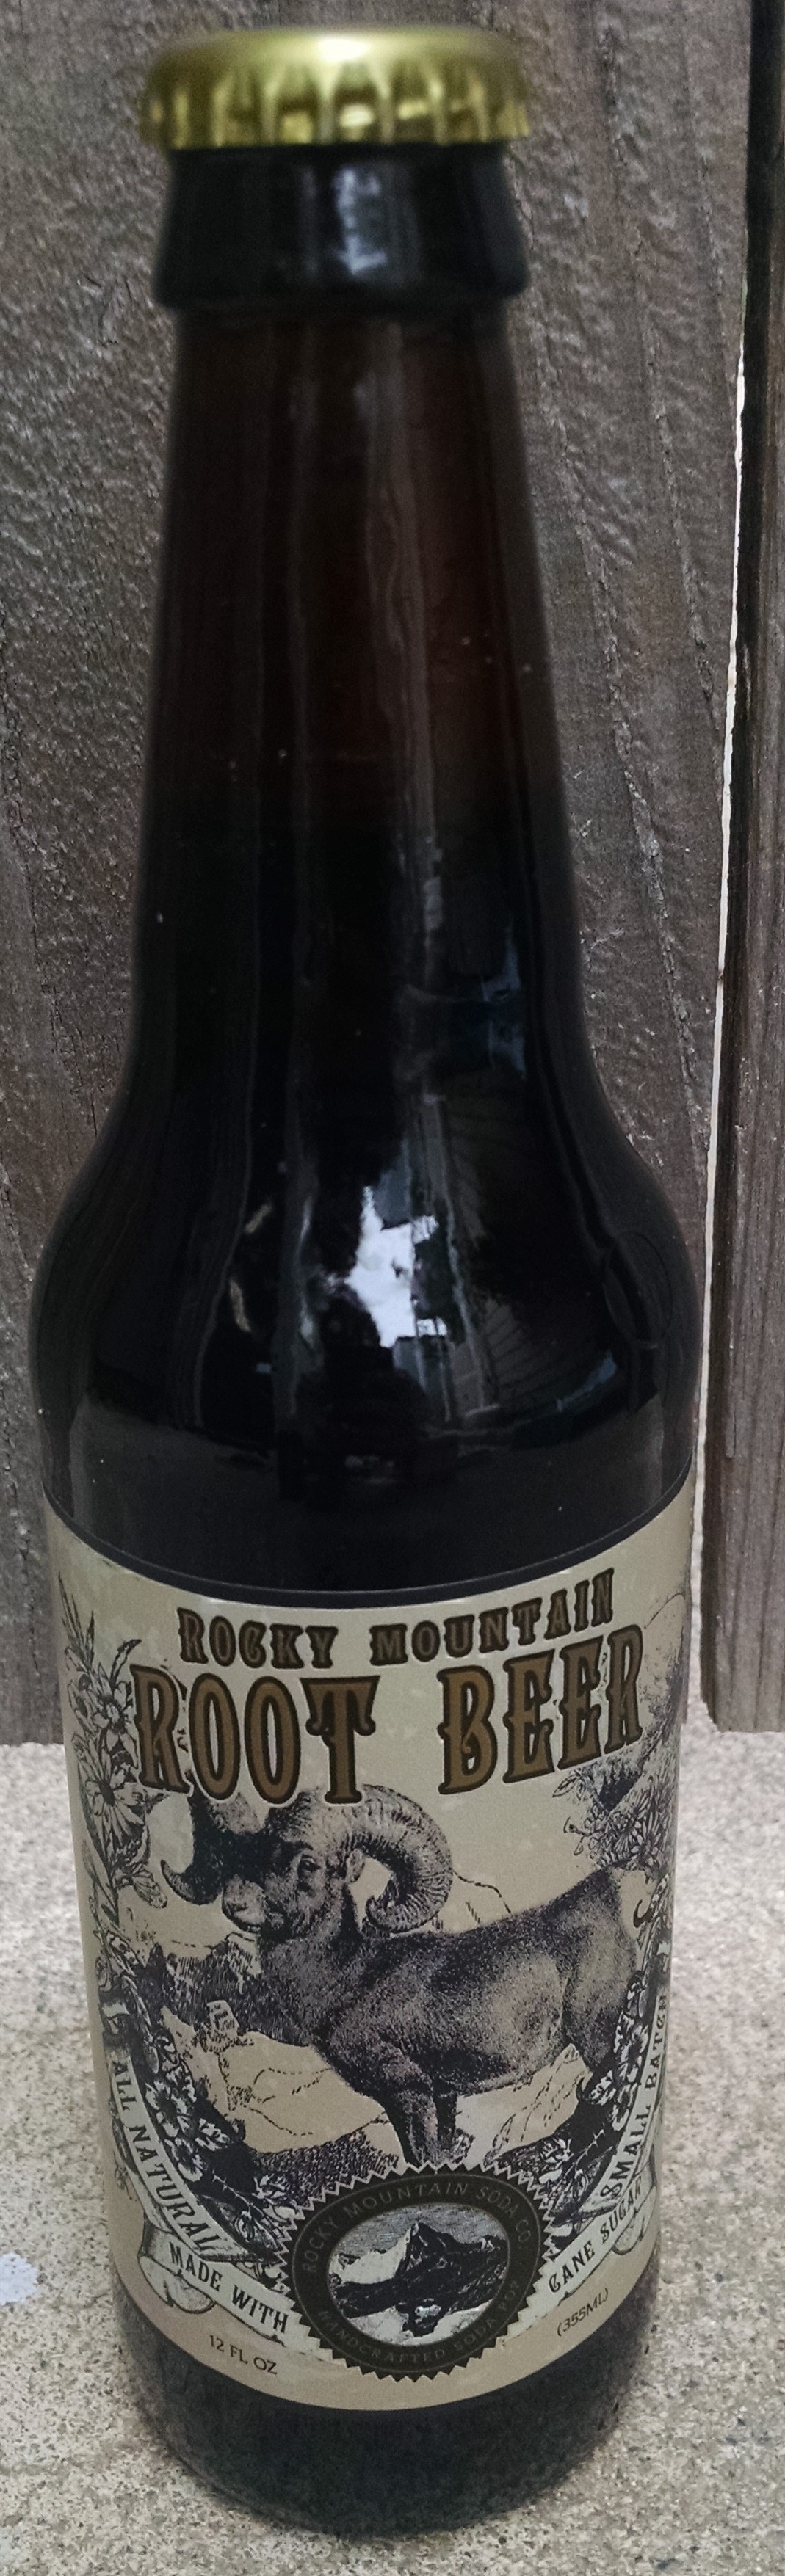 ROCKY MOUNTAIN
ROOT BEER
ALL NATURAL
SMALL BATCH
MADE WITH
CANE SUGAR
ROCKY MOUNTAIN SODA CO.
HANDCRAFTED SODA POP
12 FL OZ
(355ML)